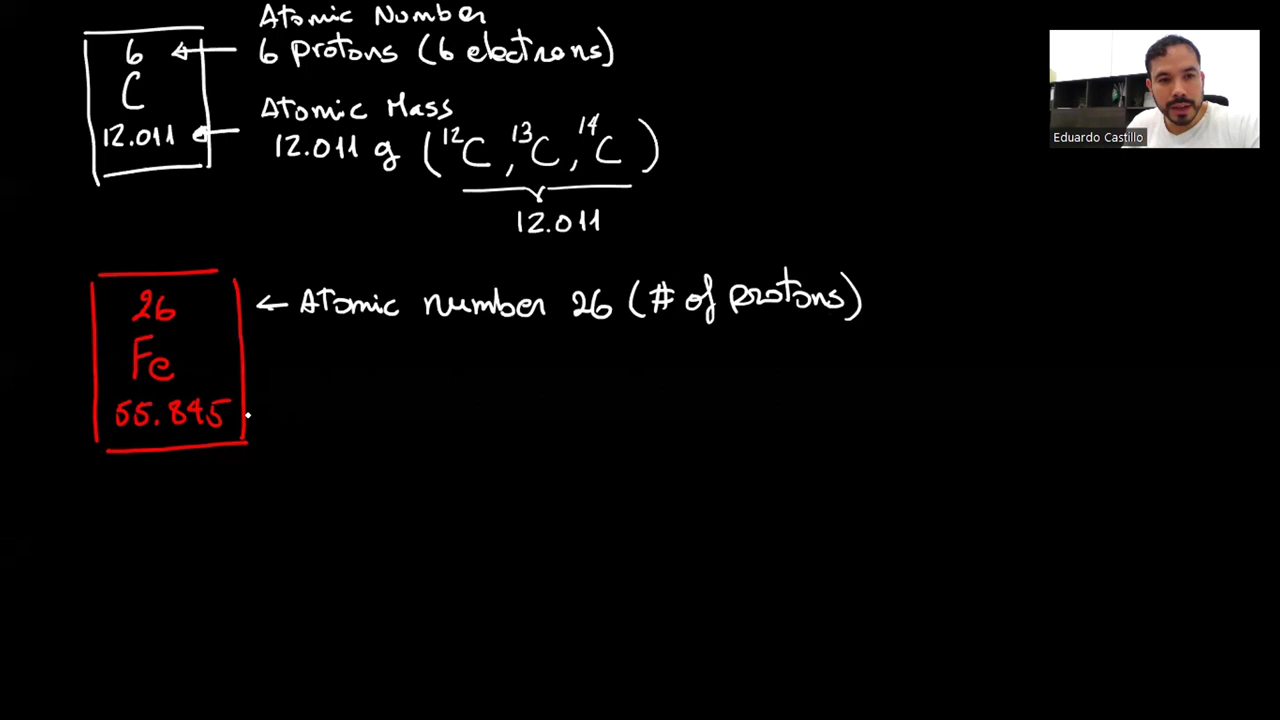 Atomic Number
6
6 protons (6 electrons)
C
Atomic Mass
12.011
12.011 g (¹²C, ¹³C, ¹⁴C)
12.011
Eduardo Castillo
26
Atomic number 26 (# of protons)
Fe
55.845